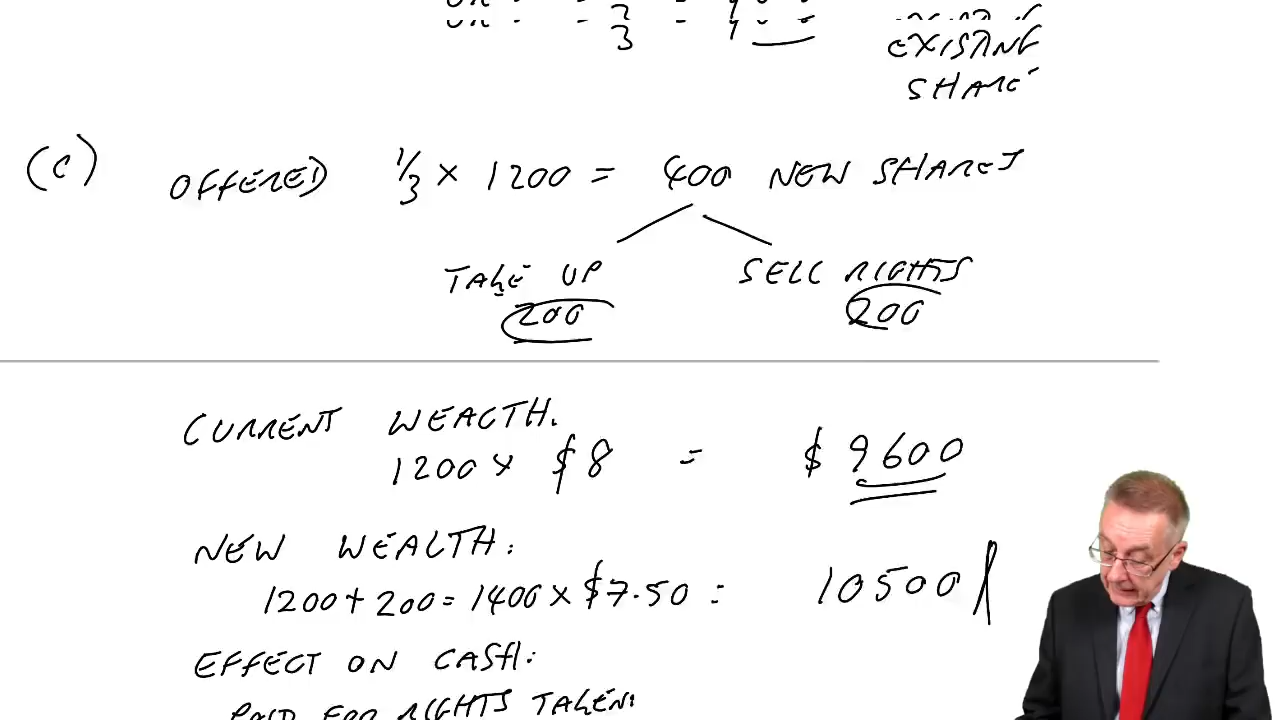 3 =
EXISTING
SHARE
(C) OFFERED 1/3 × 1200 = 400 NEW SHARES
TAKE UP SELL RIGHTS
200 200
CURRENT WEALTH.
1200 × $8 = $9600
NEW WEALTH:
1200 + 200 = 1400 × $7.50 = 10500
EFFECT ON CASH:
PAID FOR RIGHTS TAKEN: